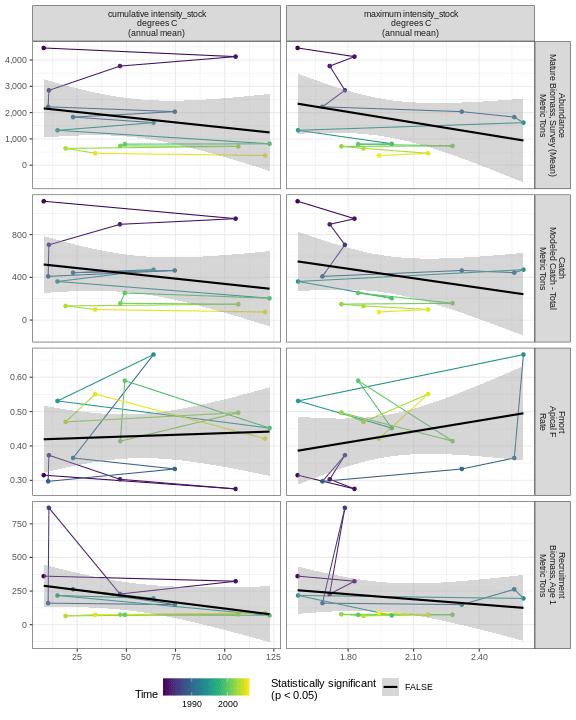 cumulative intensity_stock
degrees C
(annual mean)
maximum intensity_stock
degrees C
(annual mean)
4,000
3,000
2,000
1,000
0
Abundance
Mature Biomass, Survey (Mean)
Metric Tons
800
400
0
Catch
Modeled Catch - Total
Metric Tons
0.60
0.50
0.40
0.30
Fmort
Apical F
Rate
750
500
250
0
Recruitment
Biomass, Age 1
Metric Tons
25 50 75 100 125
1.80 2.10 2.40
Time
1990 2000
Statistically significant
(p < 0.05)
FALSE